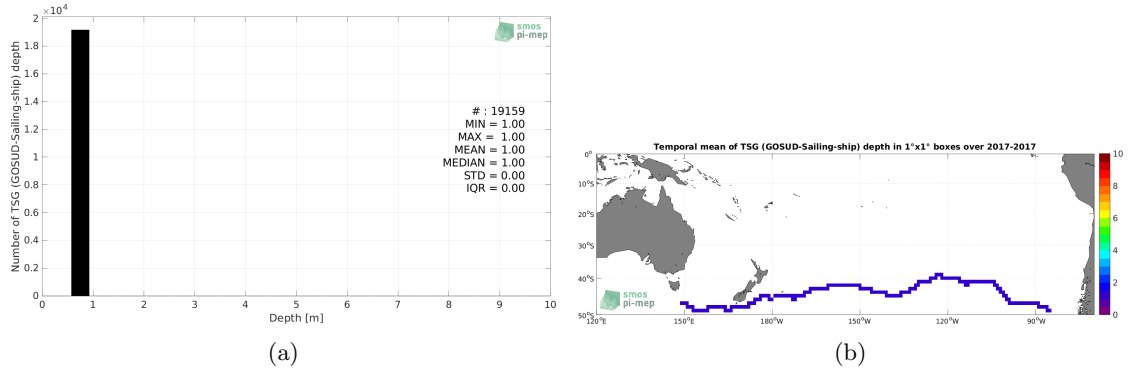 ×10⁴
2
1.8
1.6
1.4
1.2
1
0.8
0.6
0.4
0.2
0
Number of TSG (GOSUD-Sailing-ship) depth
smos
pi-mep
# : 19159
MIN = 1.00
MAX = 1.00
MEAN = 1.00
MEDIAN = 1.00
STD = 0.00
IQR = 0.00
0 1 2 3 4 5 6 7 8 9 10
Depth [m]
(a)
Temporal mean of TSG (GOSUD-Sailing-ship) depth in 1°x1° boxes over 2017-2017
0°
10°S
20°S
30°S
40°S
50°S
smos
pi-mep
120°E 150°E 180°W 150°W 120°W 90°W
10
8
6
4
2
0
(b)